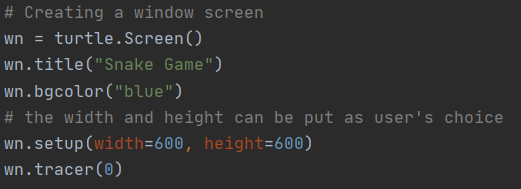 # Creating a window screen
wn = turtle.Screen()
wn.title("Snake Game")
wn.bgcolor("blue")
# the width and height can be put as user's choice
wn.setup(width=600, height=600)
wn.tracer(0)